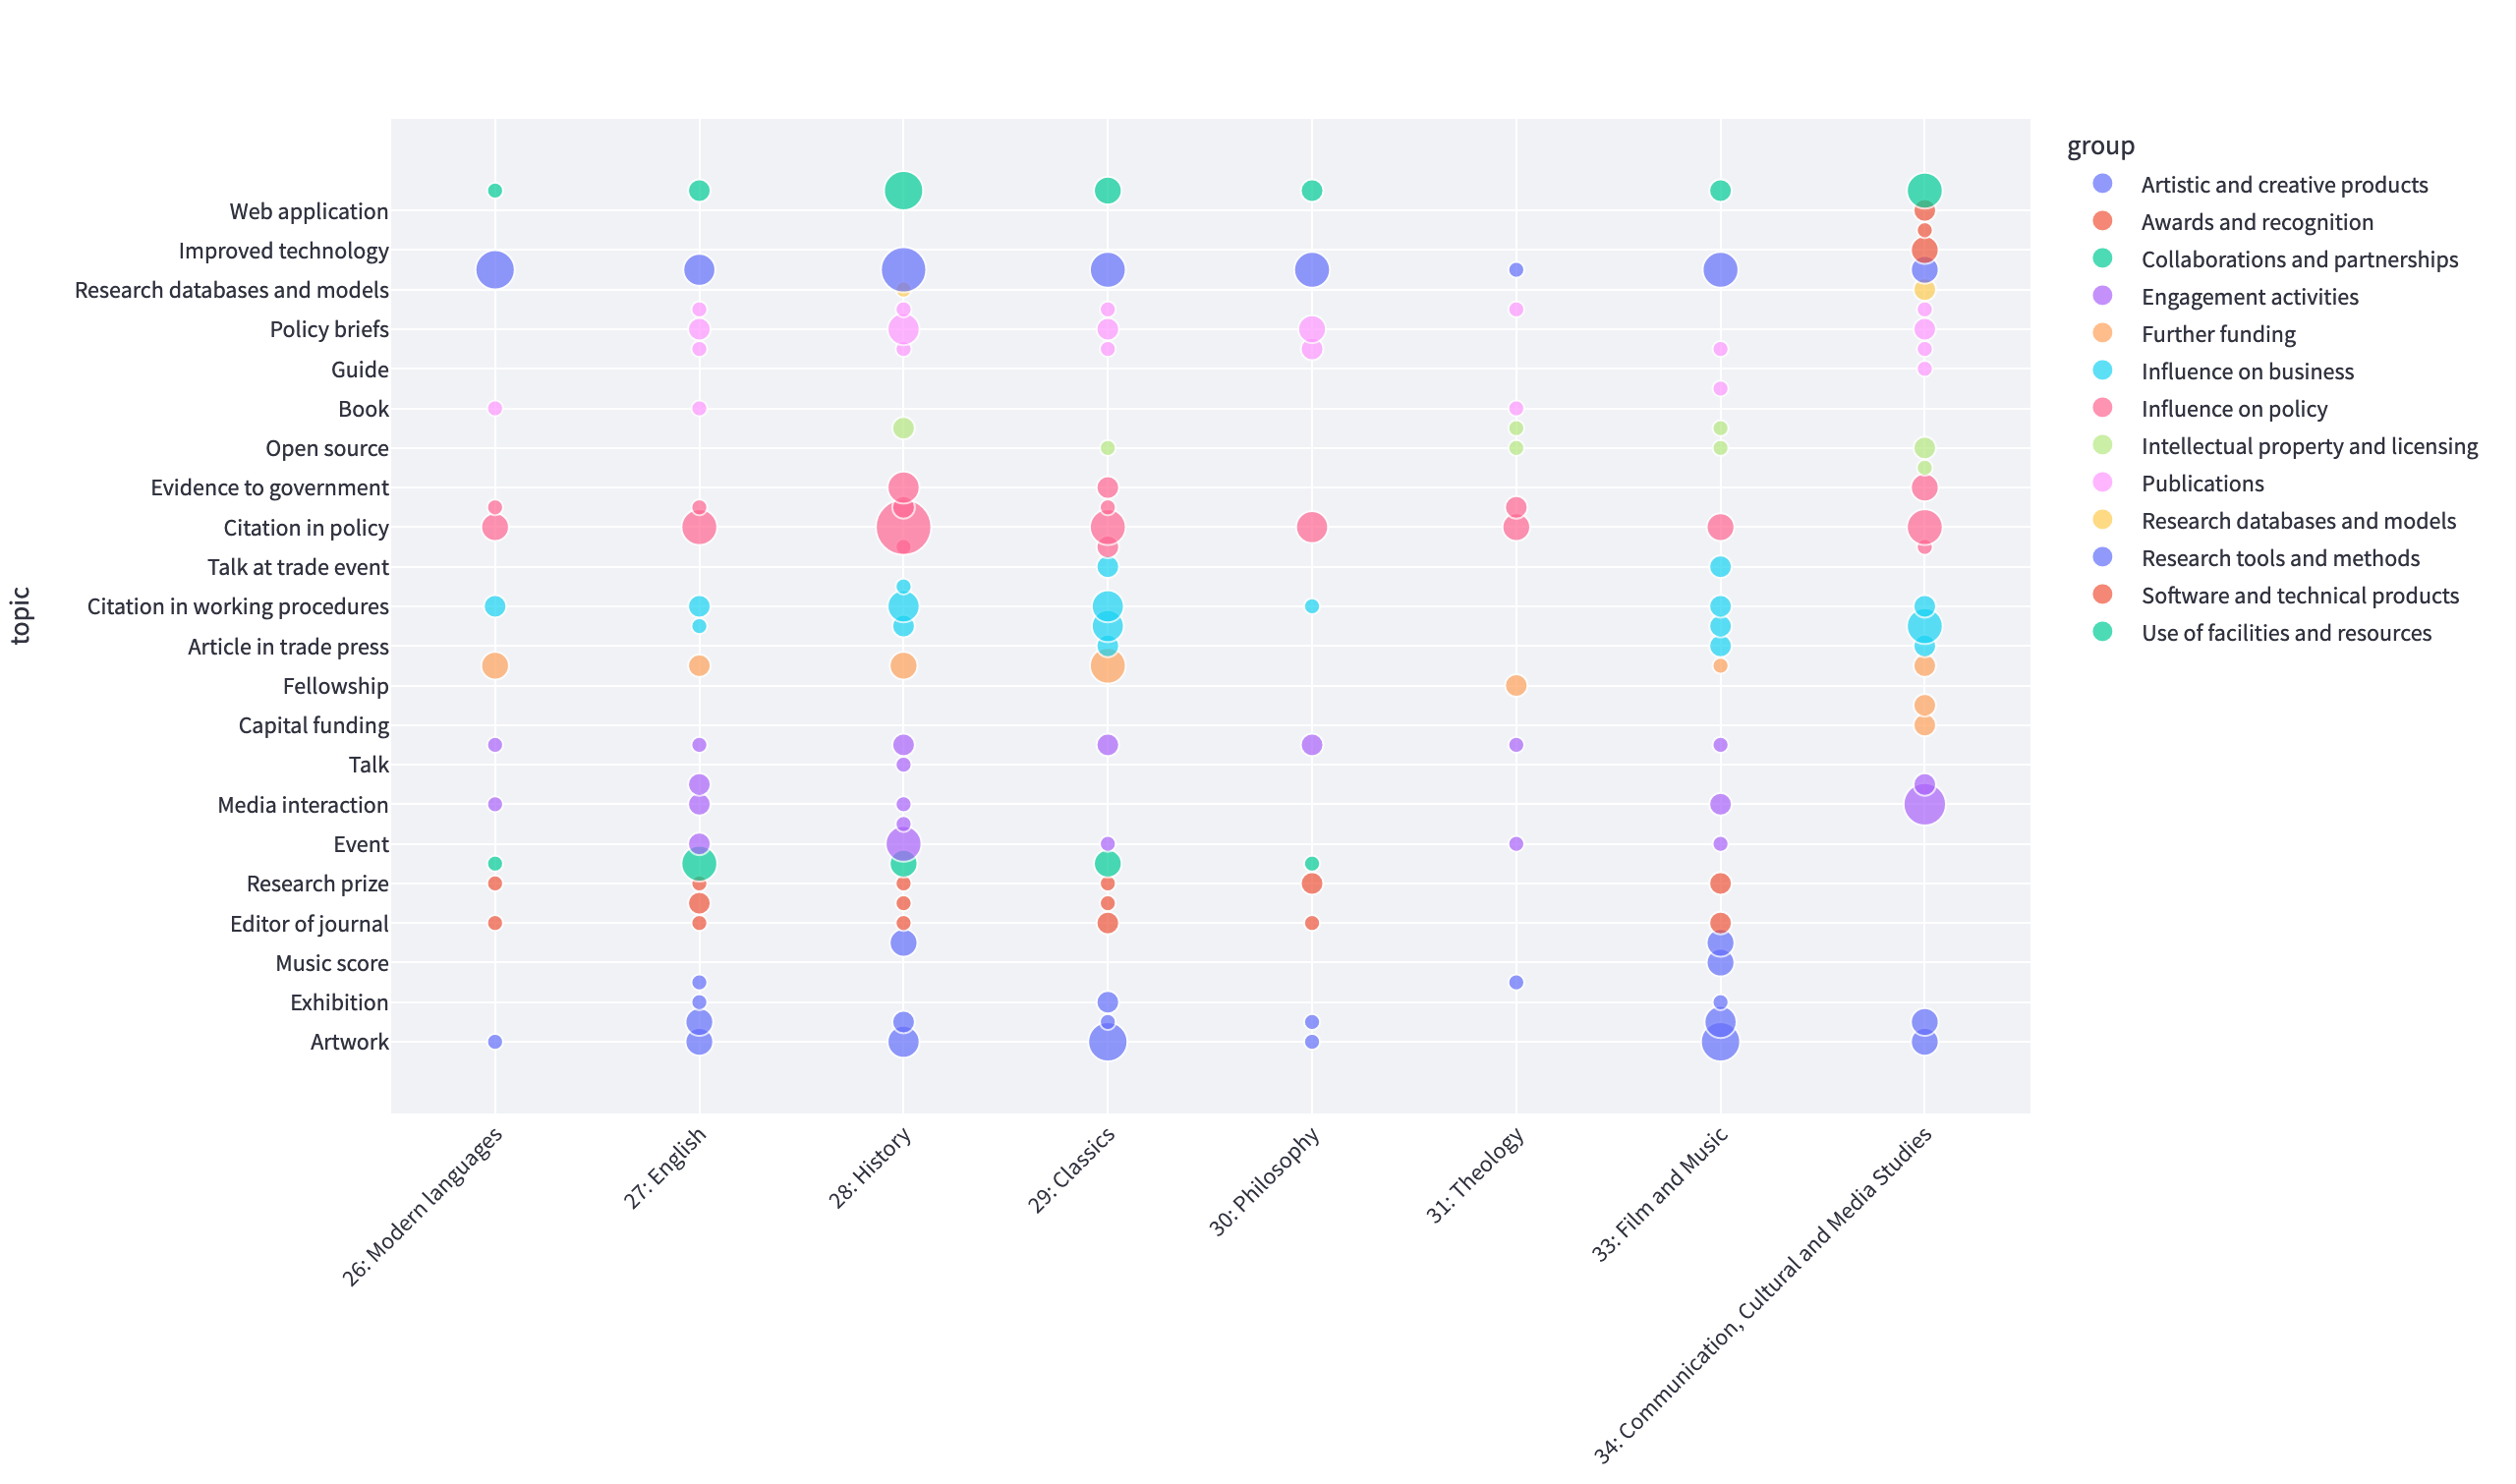 group
Artistic and creative products
Awards and recognition
Collaborations and partnerships
Engagement activities
Further funding
Influence on business
Influence on policy
Intellectual property and licensing
Publications
Research databases and models
Research tools and methods
Software and technical products
Use of facilities and resources
topic
Web application
Improved technology
Research databases and models
Policy briefs
Guide
Book
Open source
Evidence to government
Citation in policy
Talk at trade event
Citation in working procedures
Article in trade press
Fellowship
Capital funding
Talk
Media interaction
Event
Research prize
Editor of journal
Music score
Exhibition
Artwork
26: Modern languages
27: English
28: History
29: Classics
30: Philosophy
31: Theology
33: Film and Music
34: Communication, Cultural and Media Studies